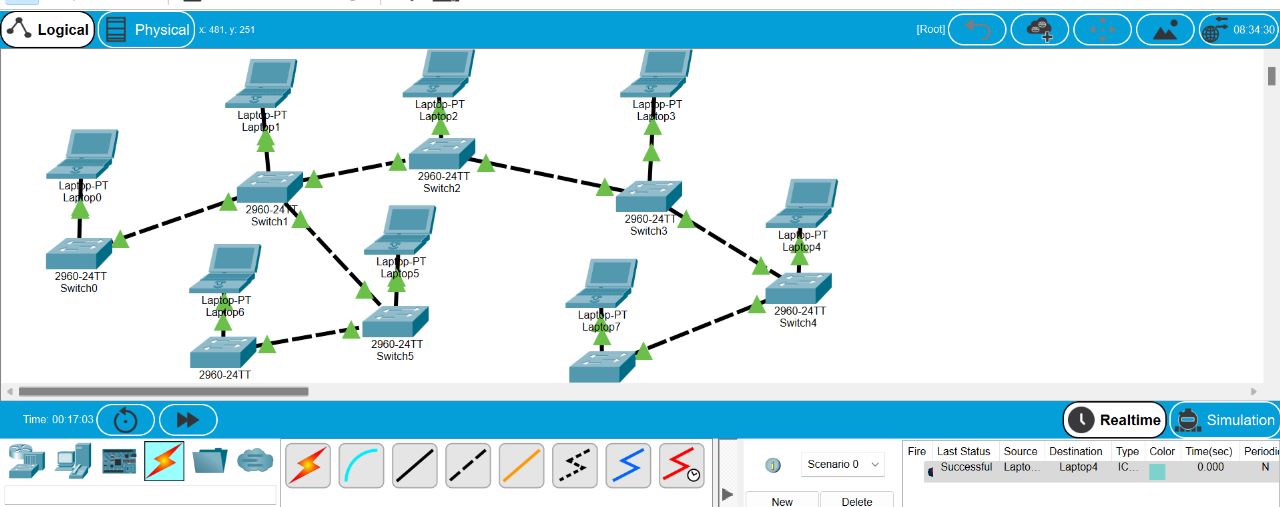 Logical
Physical
x: 481, y: 251
[Root]
08:34:30
Laptop-PT
Laptop1
Laptop-PT
Laptop2
Laptop-PT
Laptop3
Laptop-PT
Laptop0
2960-24TT
Switch2
2960-24TT
Switch1
2960-24TT
Switch3
Laptop-PT
Laptop4
2960-24TT
Switch0
Laptop-PT
Laptop5
Laptop-PT
Laptop6
2960-24TT
Switch4
Laptop-PT
Laptop7
2960-24TT
Switch5
2960-24TT
Time: 00:17:03
Realtime
Simulation
Scenario 0
New
Delete
Fire Last Status Source Destination Type Color Time(sec) Periodi
Successful Lapto... Laptop4 IC... 0.000 N